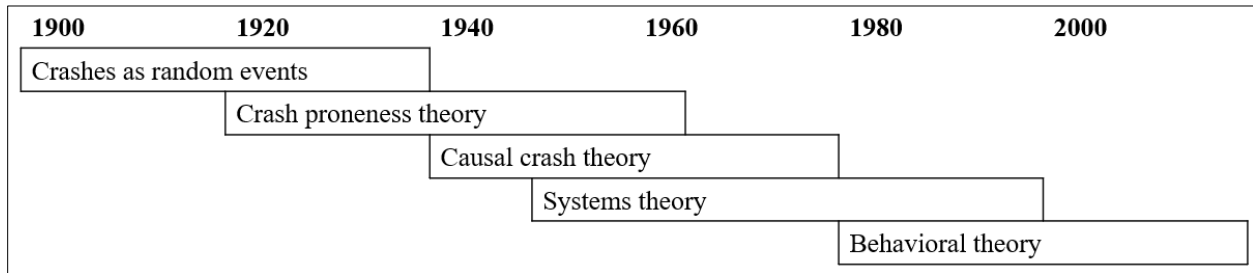 1900 1920 1940 1960 1980 2000
Crashes as random events
Crash proneness theory
Causal crash theory
Systems theory
Behavioral theory